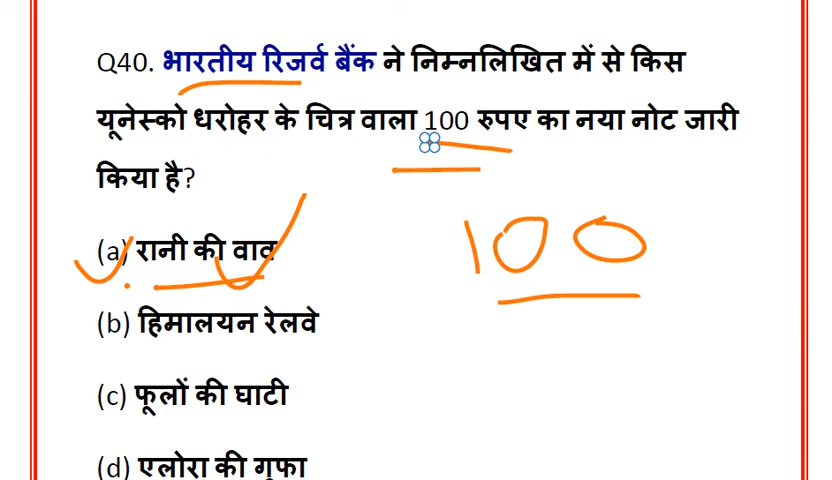 Q40. भारतीय रिजर्व बैंक ने निम्नलिखित में से किस
यूनेस्को धरोहर के चित्र वाला 100 रुपए का नया नोट जारी
किया है?
(a) रानी की वाव
100
(b) हिमालयन रेलवे
(c) फूलों की घाटी
(d) एलोरा की गुफा